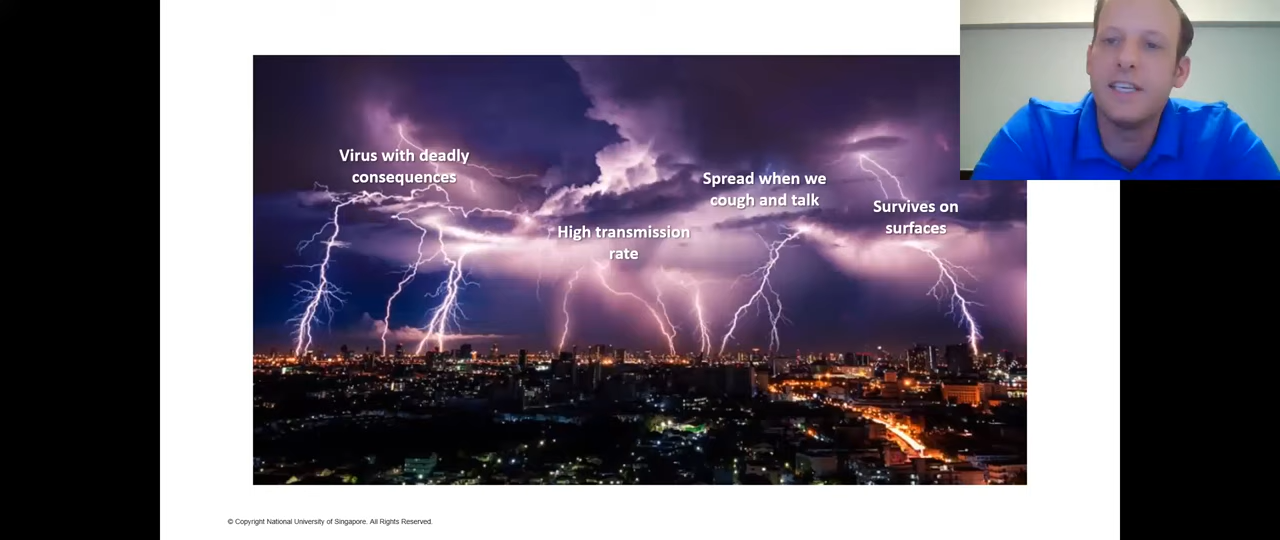 Virus with deadly
consequences
High transmission
rate
Spread when we
cough and talk
Survives on
surfaces
© Copyright National University of Singapore. All Rights Reserved.